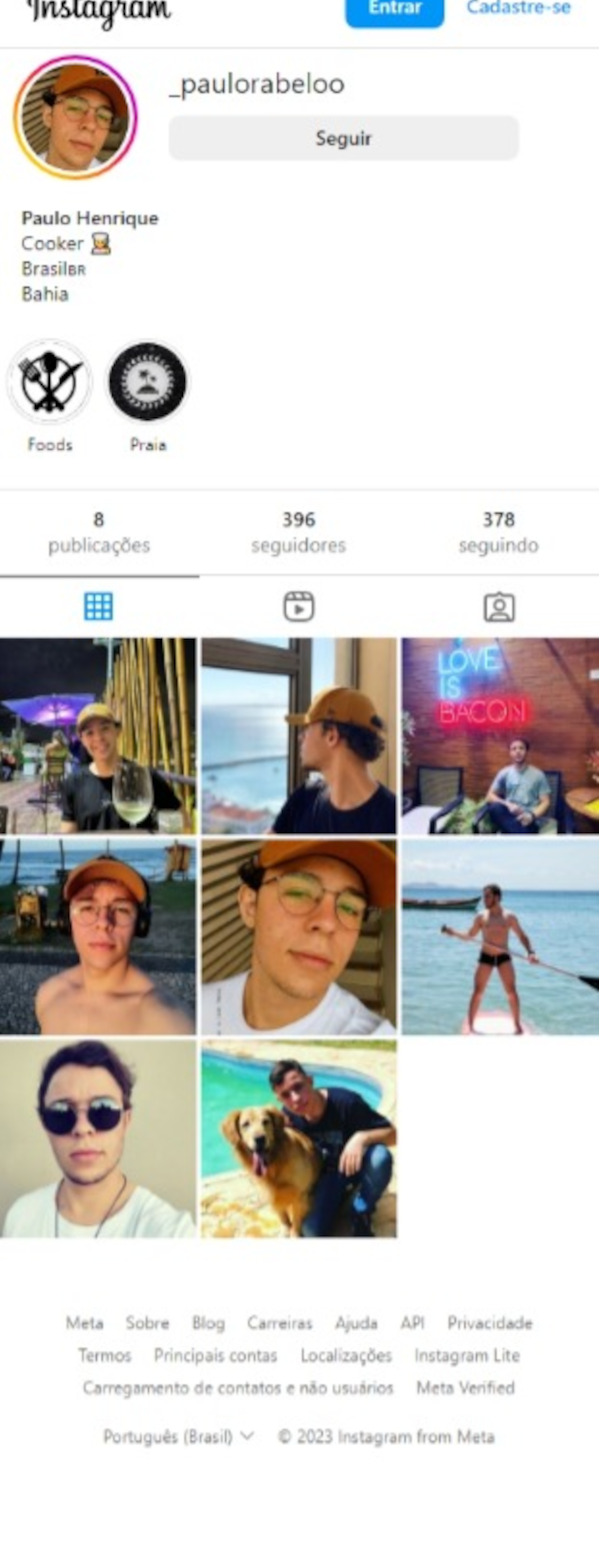 Instagram
Entrar Cadastre-se
_paulorabeloo
Seguir
Paulo Henrique
Cooker 👨‍🍳
BrasilBR
Bahia
Foods Praia
8 396 378
publicações seguidores seguindo
LOVE
IS
BACON
Meta Sobre Blog Carreiras Ajuda API Privacidade
Termos Principais contas Localizações Instagram Lite
Carregamento de contatos e não usuários Meta Verified
Português (Brasil) © 2023 Instagram from Meta